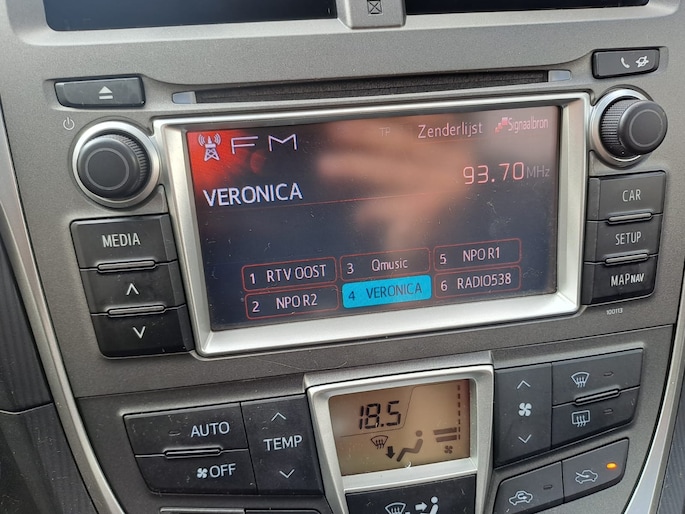 FM TP Zenderlijst Signaalbron
VERONICA 93.70 MHz
1 RTV OOST 3 Qmusic 5 NPO R1
2 NPO R2 4 VERONICA 6 RADIO538
MEDIA
CAR
SETUP
MAP NAV
100113
AUTO
OFF
TEMP
18.5